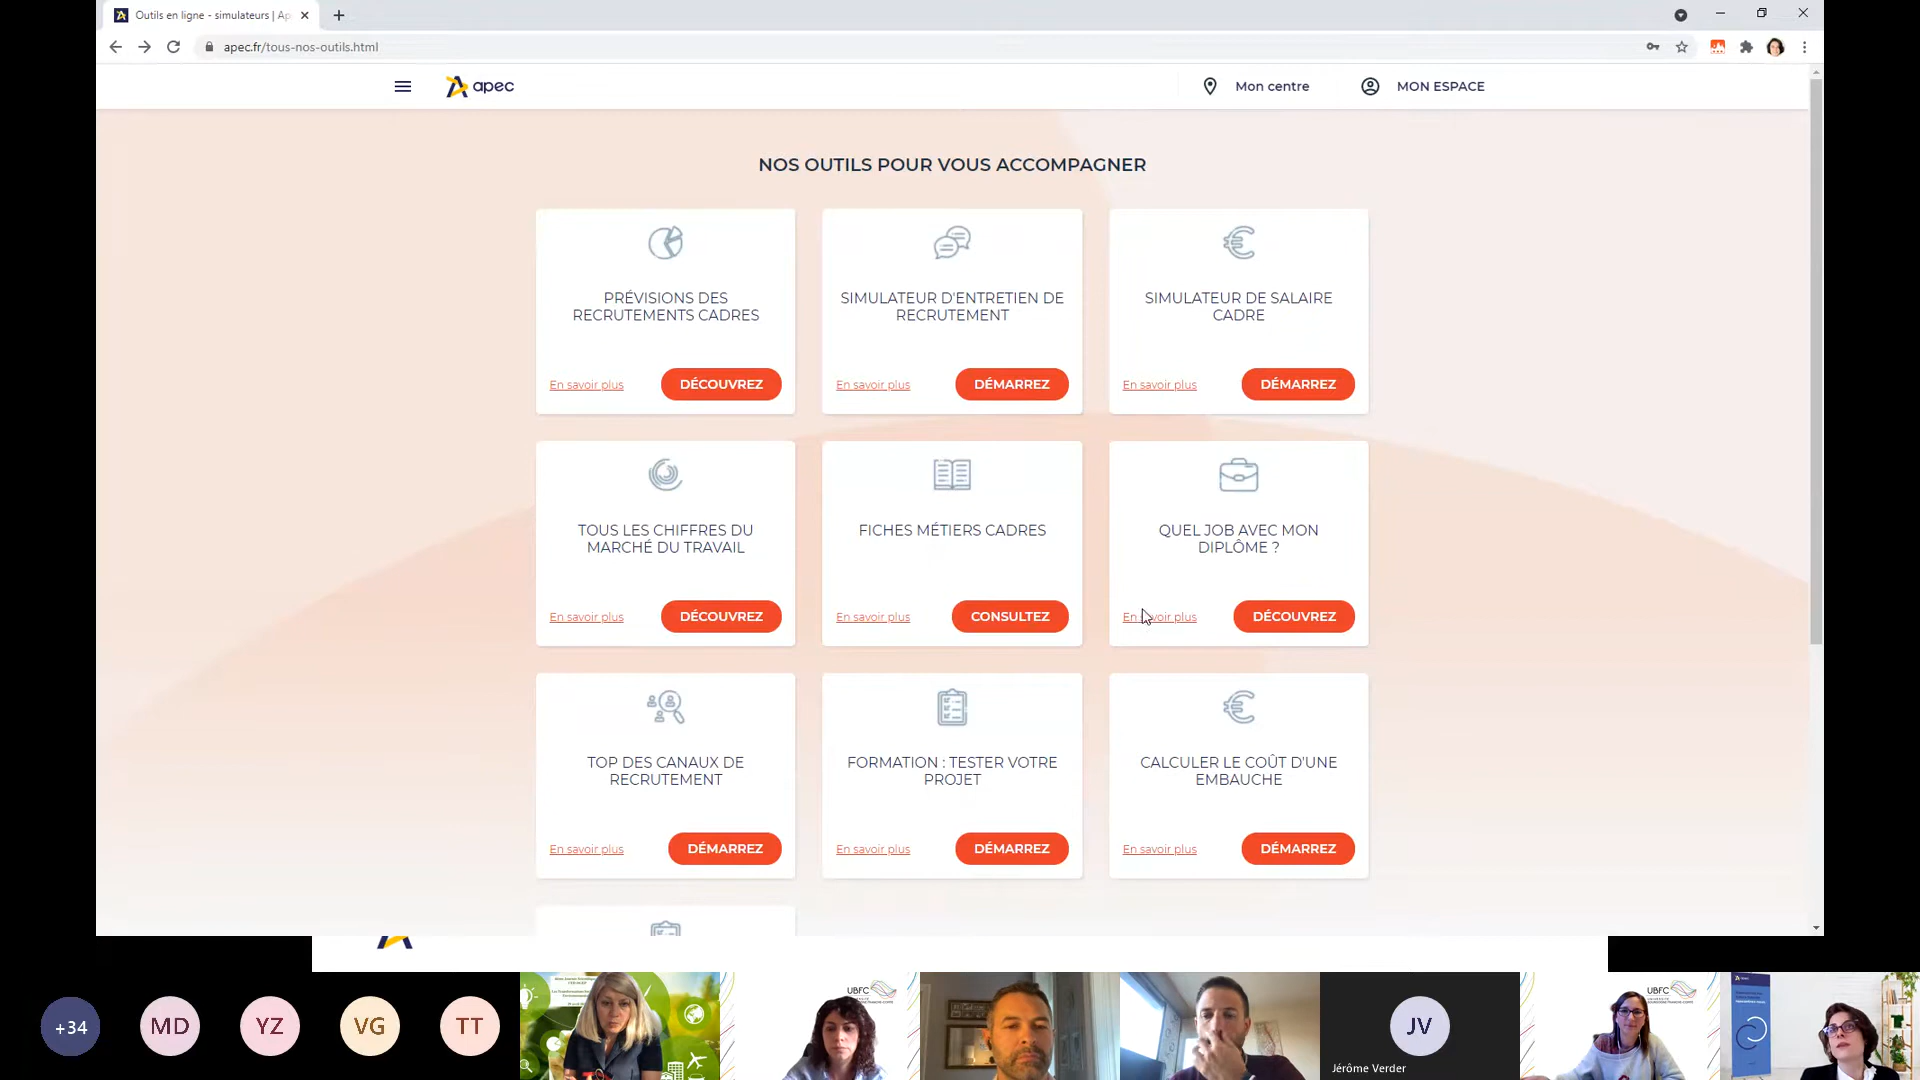 Outils en ligne - simulateurs | Ap
apec.fr/tous-nos-outils.html
apec
Mon centre
MON ESPACE
NOS OUTILS POUR VOUS ACCOMPAGNER
PRÉVISIONS DES
RECRUTEMENTS CADRES
En savoir plus
DÉCOUVREZ
SIMULATEUR D'ENTRETIEN DE
RECRUTEMENT
En savoir plus
DÉMARREZ
SIMULATEUR DE SALAIRE
CADRE
En savoir plus
DÉMARREZ
TOUS LES CHIFFRES DU
MARCHÉ DU TRAVAIL
En savoir plus
DÉCOUVREZ
FICHES MÉTIERS CADRES
En savoir plus
CONSULTEZ
QUEL JOB AVEC MON
DIPLÔME ?
En savoir plus
DÉCOUVREZ
TOP DES CANAUX DE
RECRUTEMENT
En savoir plus
DÉMARREZ
FORMATION : TESTER VOTRE
PROJET
En savoir plus
DÉMARREZ
CALCULER LE COÛT D'UNE
EMBAUCHE
En savoir plus
DÉMARREZ
+34
MD
YZ
VG
TT
UBFC
JV
Jérôme Verder
UBFC